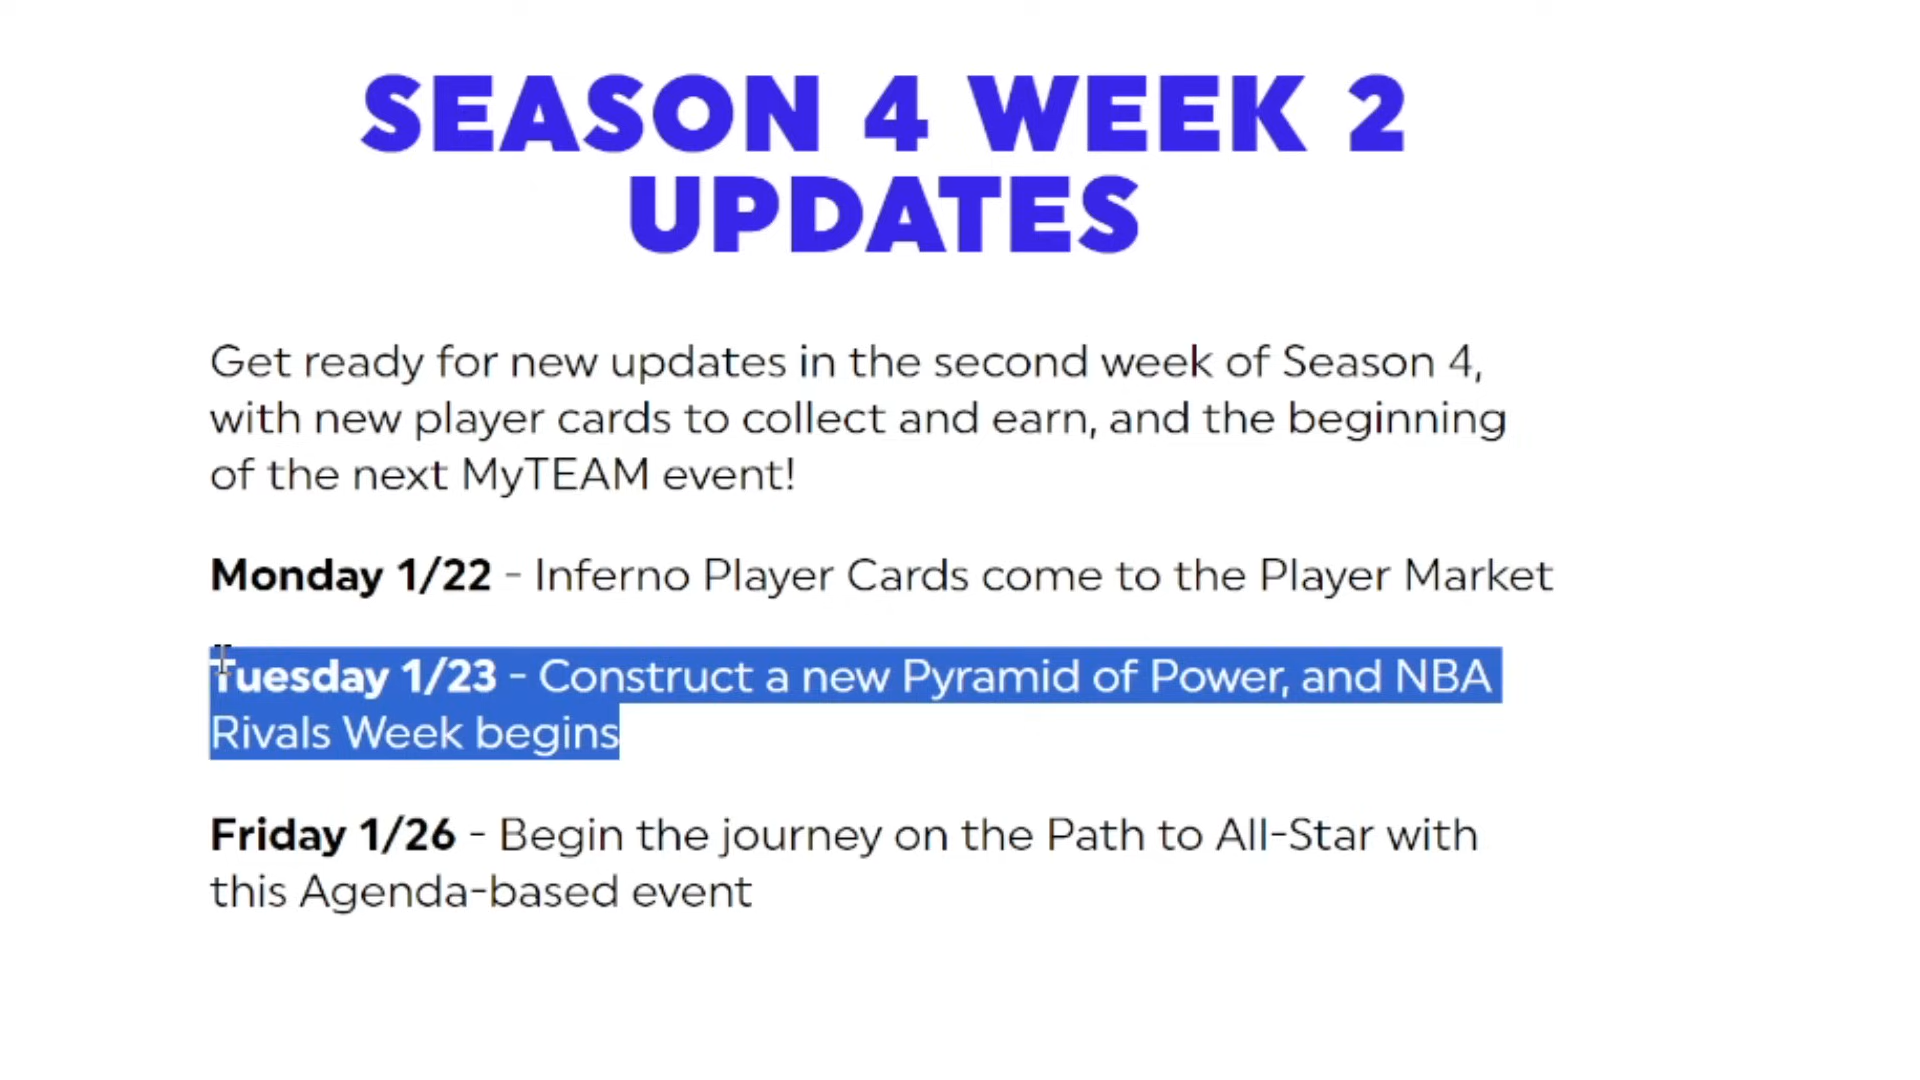 SEASON 4 WEEK 2
UPDATES
Get ready for new updates in the second week of Season 4,
with new player cards to collect and earn, and the beginning
of the next MyTEAM event!
Monday 1/22 - Inferno Player Cards come to the Player Market
Tuesday 1/23 - Construct a new Pyramid of Power, and NBA
Rivals Week begins
Friday 1/26 - Begin the journey on the Path to All-Star with
this Agenda-based event